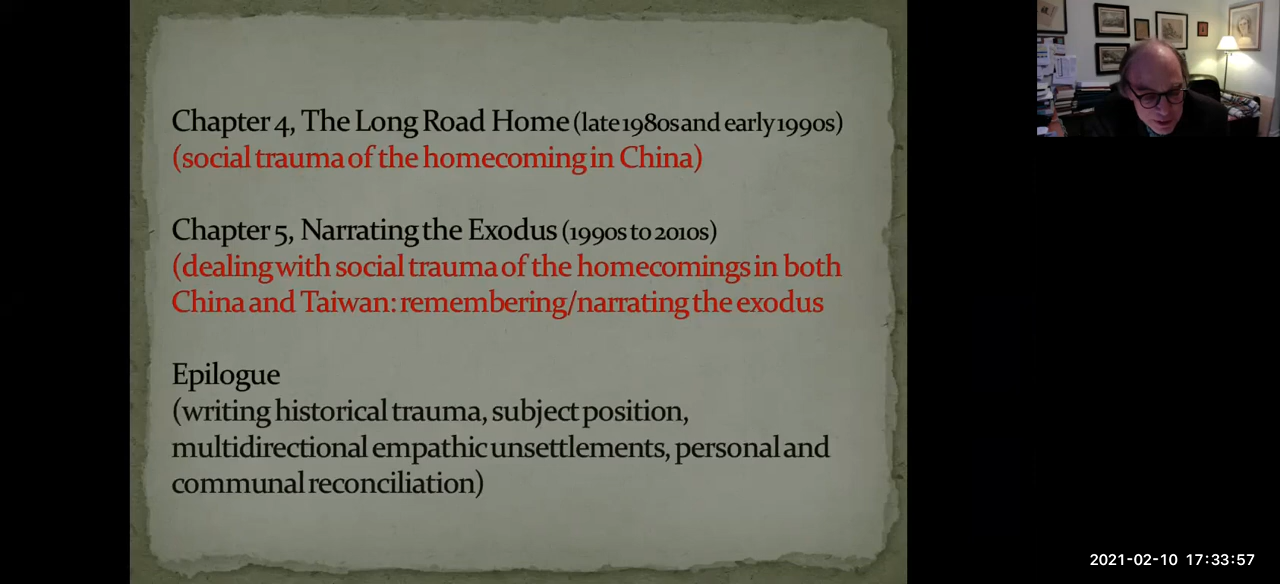 Chapter 4, The Long Road Home (late 1980s and early 1990s)
(social trauma of the homecoming in China)
Chapter 5, Narrating the Exodus (1990s to 2010s)
(dealing with social trauma of the homecomings in both
China and Taiwan: remembering/narrating the exodus
Epilogue
(writing historical trauma, subject position,
multidirectional empathic unsettlements, personal and
communal reconciliation)
2021-02-10 17:33:57